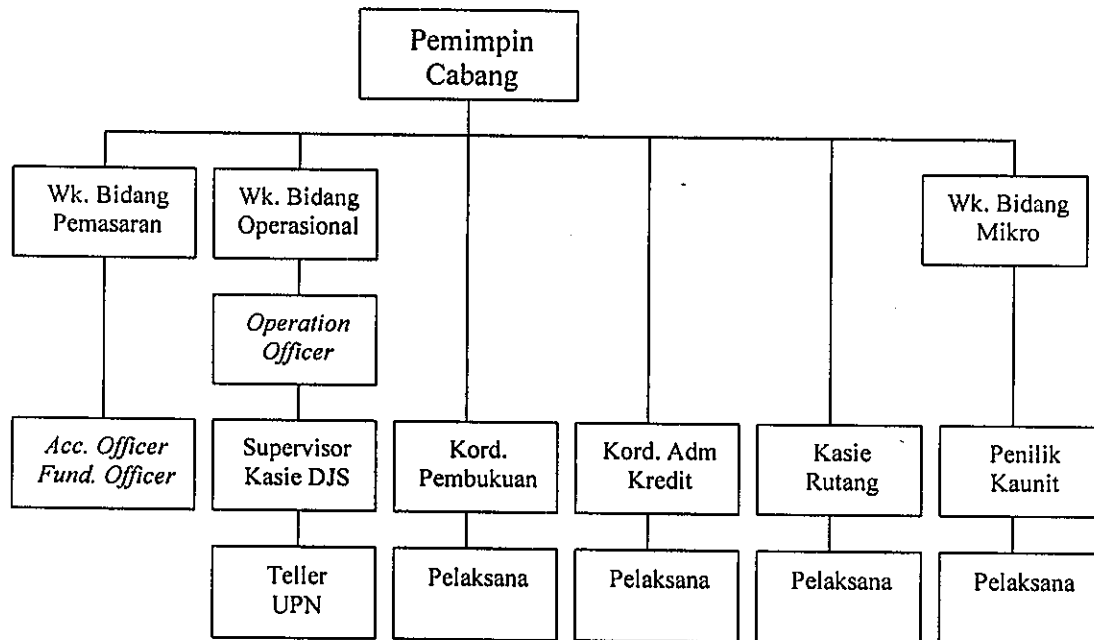 Pemimpin
Cabang
Wk. Bidang
Pemasaran
Wk. Bidang
Operasional
Wk. Bidang
Mikro
Operation
Officer
Acc. Officer
Fund. Officer
Supervisor
Kasie DJS
Kord.
Pembukuan
Kord. Adm
Kredit
Kasie
Rutang
Penilik
Kaunit
Teller
UPN
Pelaksana
Pelaksana
Pelaksana
Pelaksana